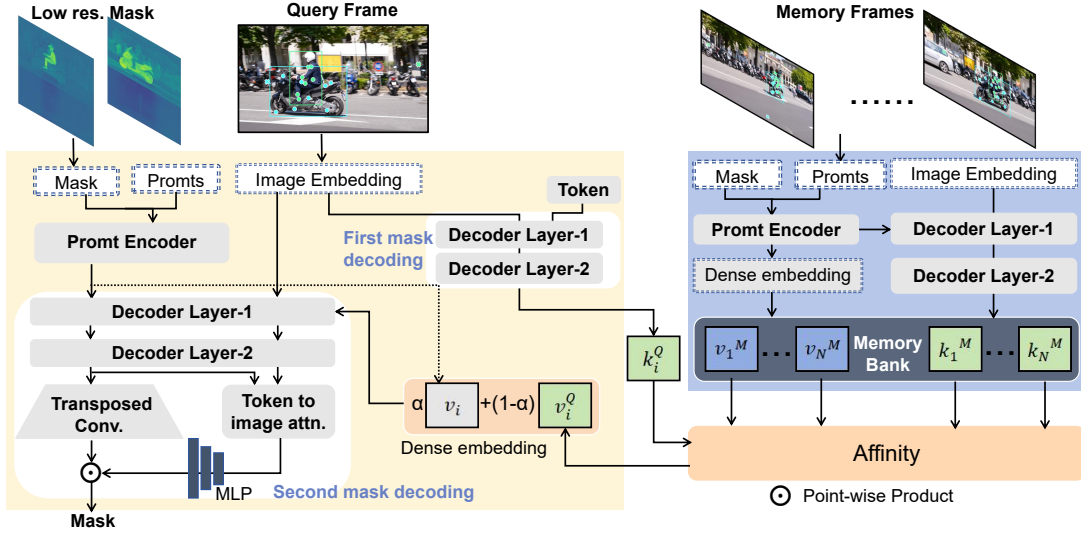 Low res. Mask
Query Frame
Memory Frames
......
Mask
Promts
Image Embedding
Token
Promt Encoder
First mask
decoding
Decoder Layer-1
Decoder Layer-2
Decoder Layer-1
Decoder Layer-2
Transposed
Conv.
Token to
image attn.
MLP
Second mask decoding
Mask
α v_i +(1-α) v_i^Q
Dense embedding
k_i^Q
Mask
Promts
Image Embedding
Promt Encoder
Decoder Layer-1
Dense embedding
Decoder Layer-2
v_1^M ... v_N^M
Memory
Bank
k_1^M ... k_N^M
Affinity
Point-wise Product